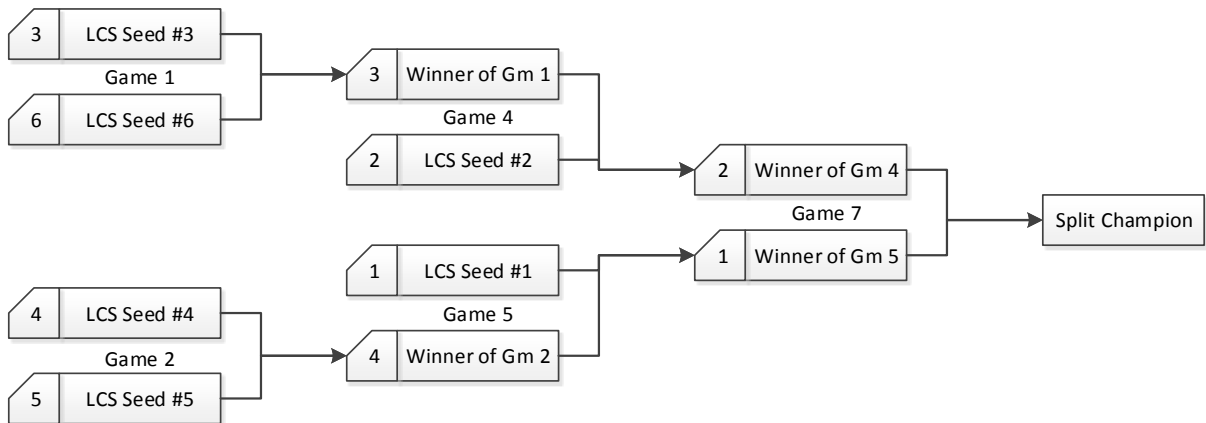 3 LCS Seed #3
Game 1
6 LCS Seed #6
3 Winner of Gm 1
Game 4
2 LCS Seed #2
1 LCS Seed #1
Game 5
4 Winner of Gm 2
4 LCS Seed #4
Game 2
5 LCS Seed #5
2 Winner of Gm 4
Game 7
1 Winner of Gm 5
Split Champion